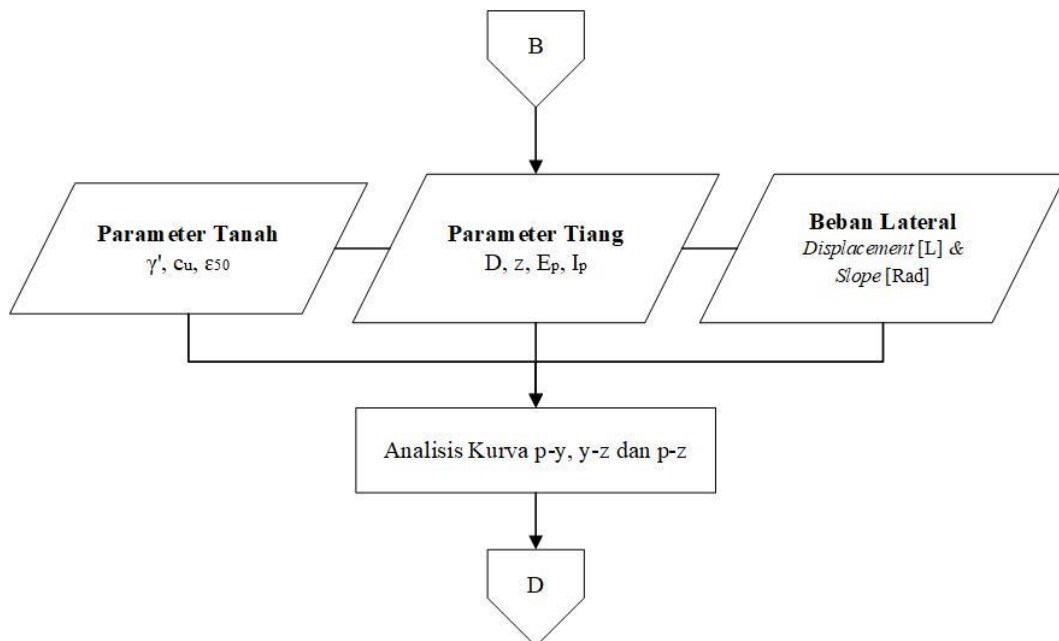 B
Parameter Tanah
γ', cu, ε50
Parameter Tiang
D, z, Ep, Ip
Beban Lateral
Displacement [L] &
Slope [Rad]
Analisis Kurva p-y, y-z dan p-z
D